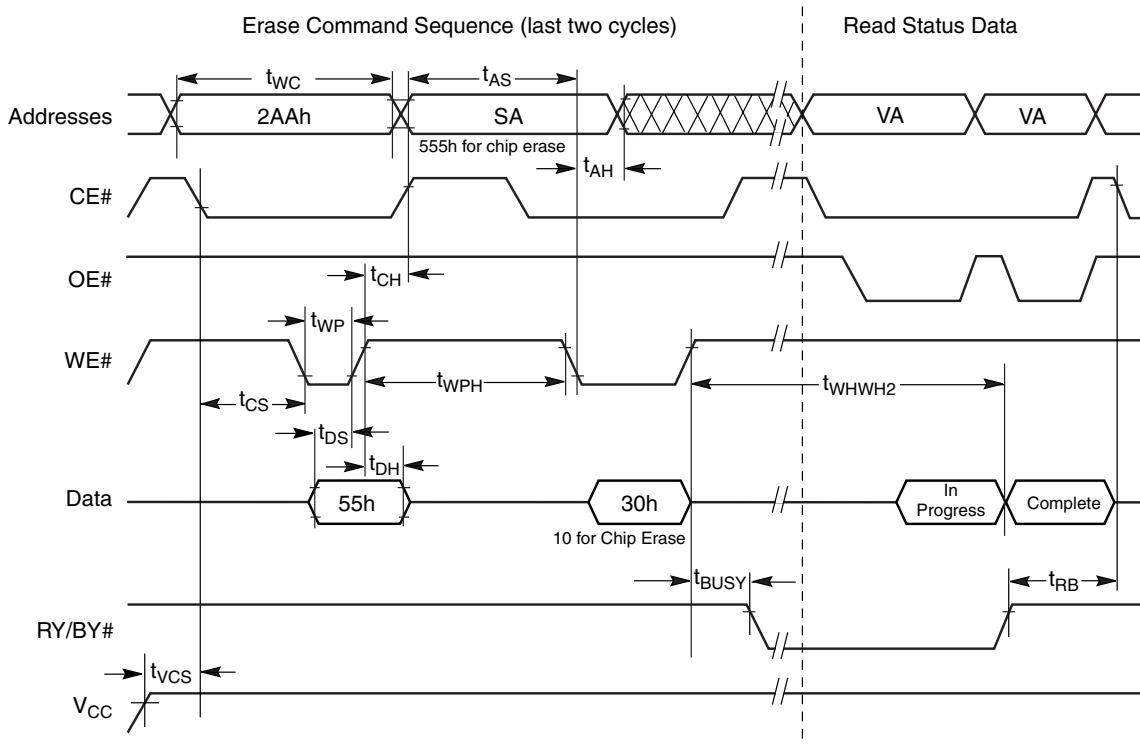 Erase Command Sequence (last two cycles)
Read Status Data
tWC
tAS
Addresses
2AAh
SA
VA
VA
555h for chip erase
tAH
CE#
OE#
tCH
tWP
WE#
tWPH
tWHWH2
tCS
tDS
tDH
Data
55h
30h
In
Progress
Complete
10 for Chip Erase
tBUSY
tRB
RY/BY#
tVCS
VCC